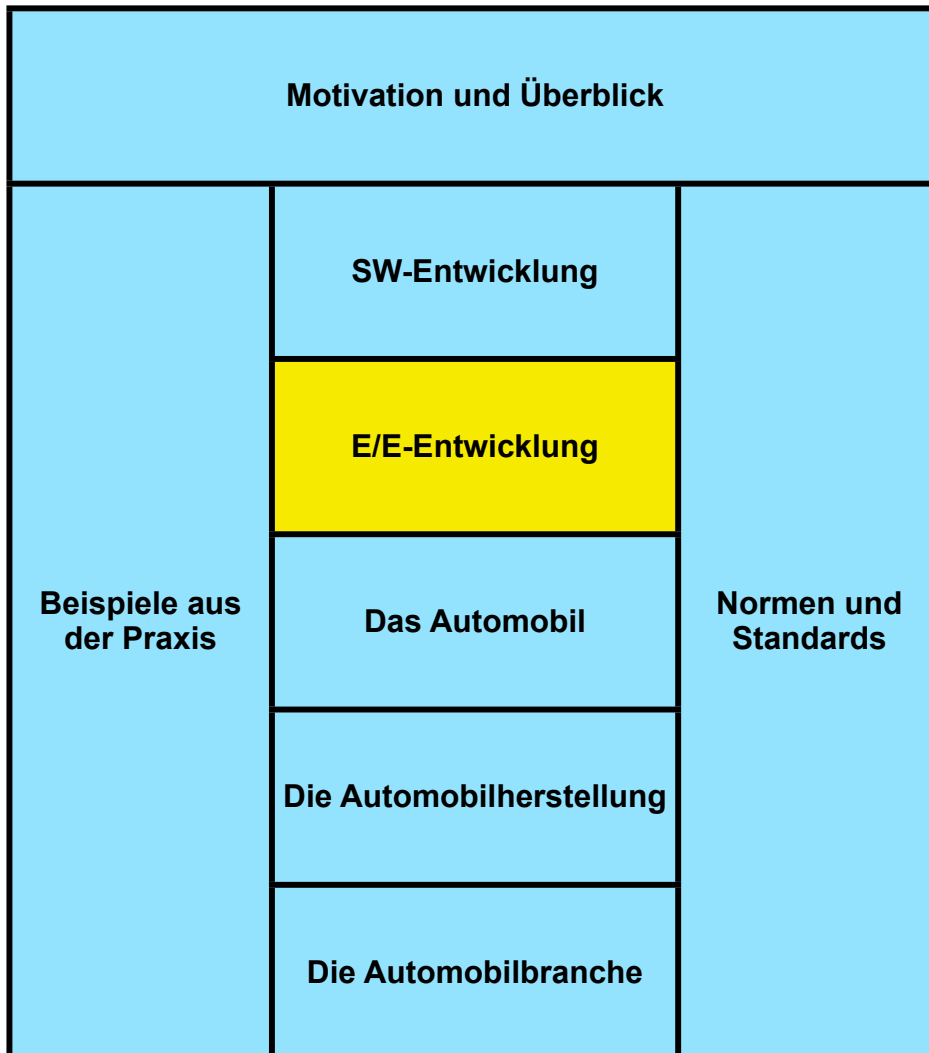 Motivation und Überblick
SW-Entwicklung
E/E-Entwicklung
Beispiele aus
der Praxis
Das Automobil
Normen und
Standards
Die Automobilherstellung
Die Automobilbranche